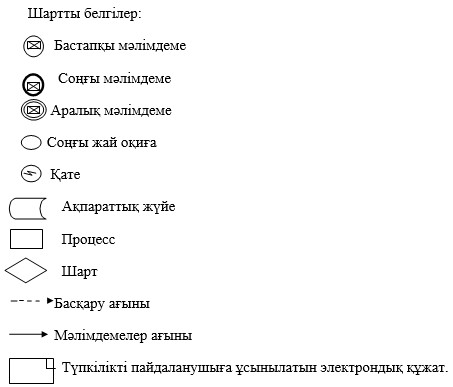 Шартты белгілер:
Бастапқы мәлімдеме
Соңғы мәлімдеме
Аралық мәлімдеме
Соңғы жай оқиға
Қате
Ақпараттық жүйе
Процесс
Шарт
Басқару ағыны
Мәлімдемелер ағыны
Түпкілікті пайдаланушыға ұсынылатын электрондық құжат.